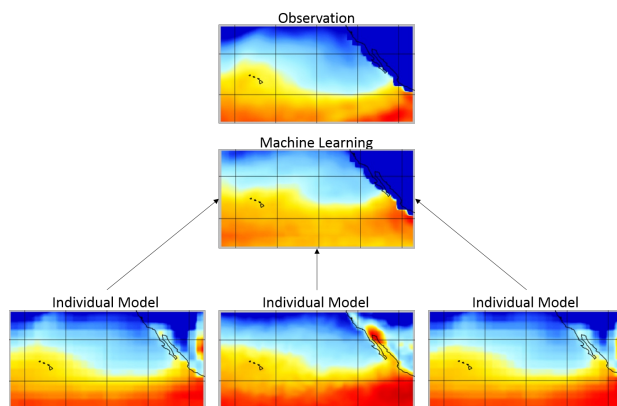 Observation
Machine Learning
Individual Model
Individual Model
Individual Model